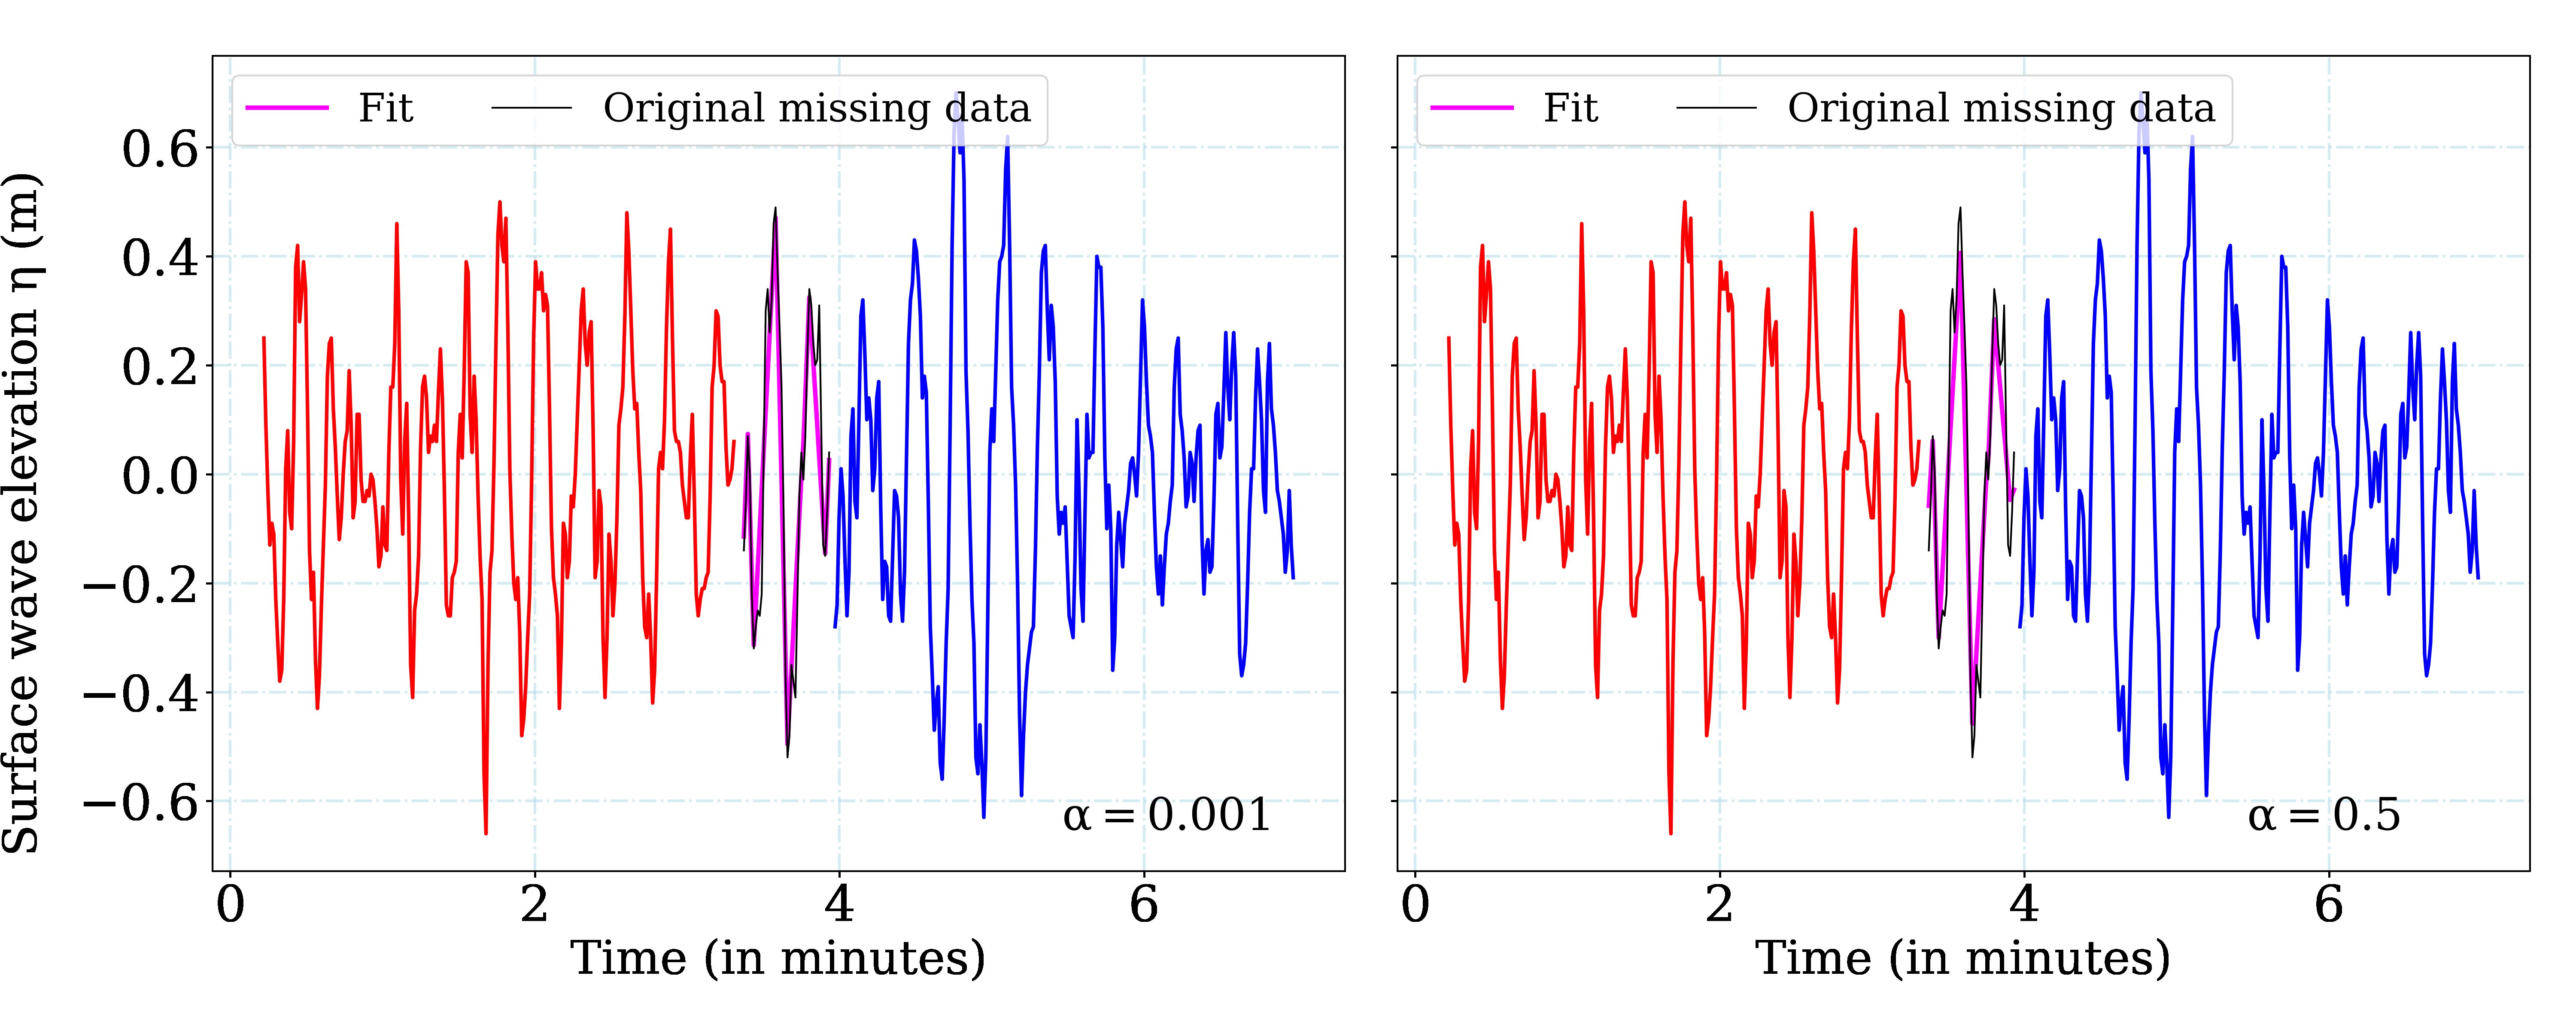 Surface wave elevation η (m)
0.6
0.4
0.2
0.0
−0.2
−0.4
−0.6
Fit
Original missing data
α = 0.001
0 2 4 6
Time (in minutes)
Fit
Original missing data
α = 0.5
0 2 4 6
Time (in minutes)